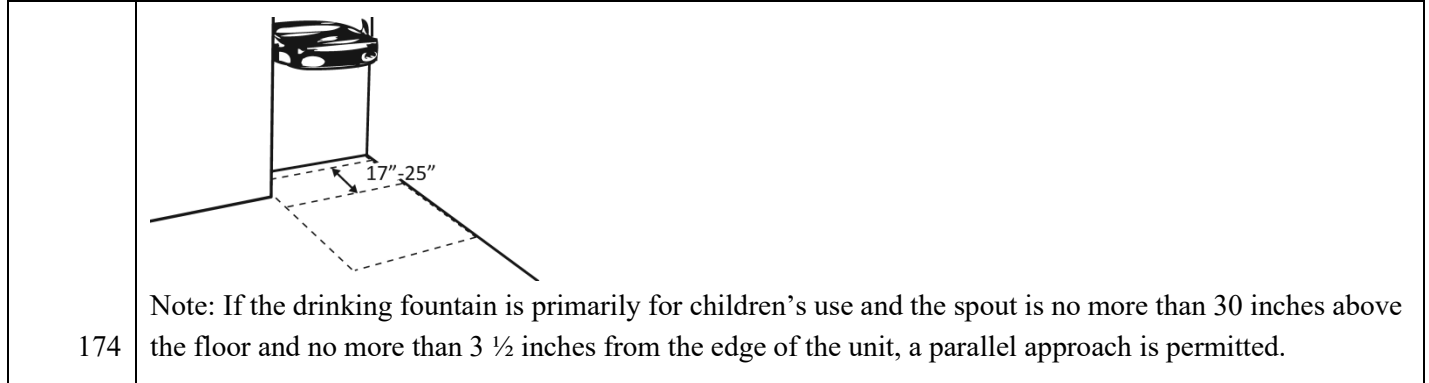 17”-25”
Note: If the drinking fountain is primarily for children’s use and the spout is no more than 30 inches above
174 the floor and no more than 3 ½ inches from the edge of the unit, a parallel approach is permitted.